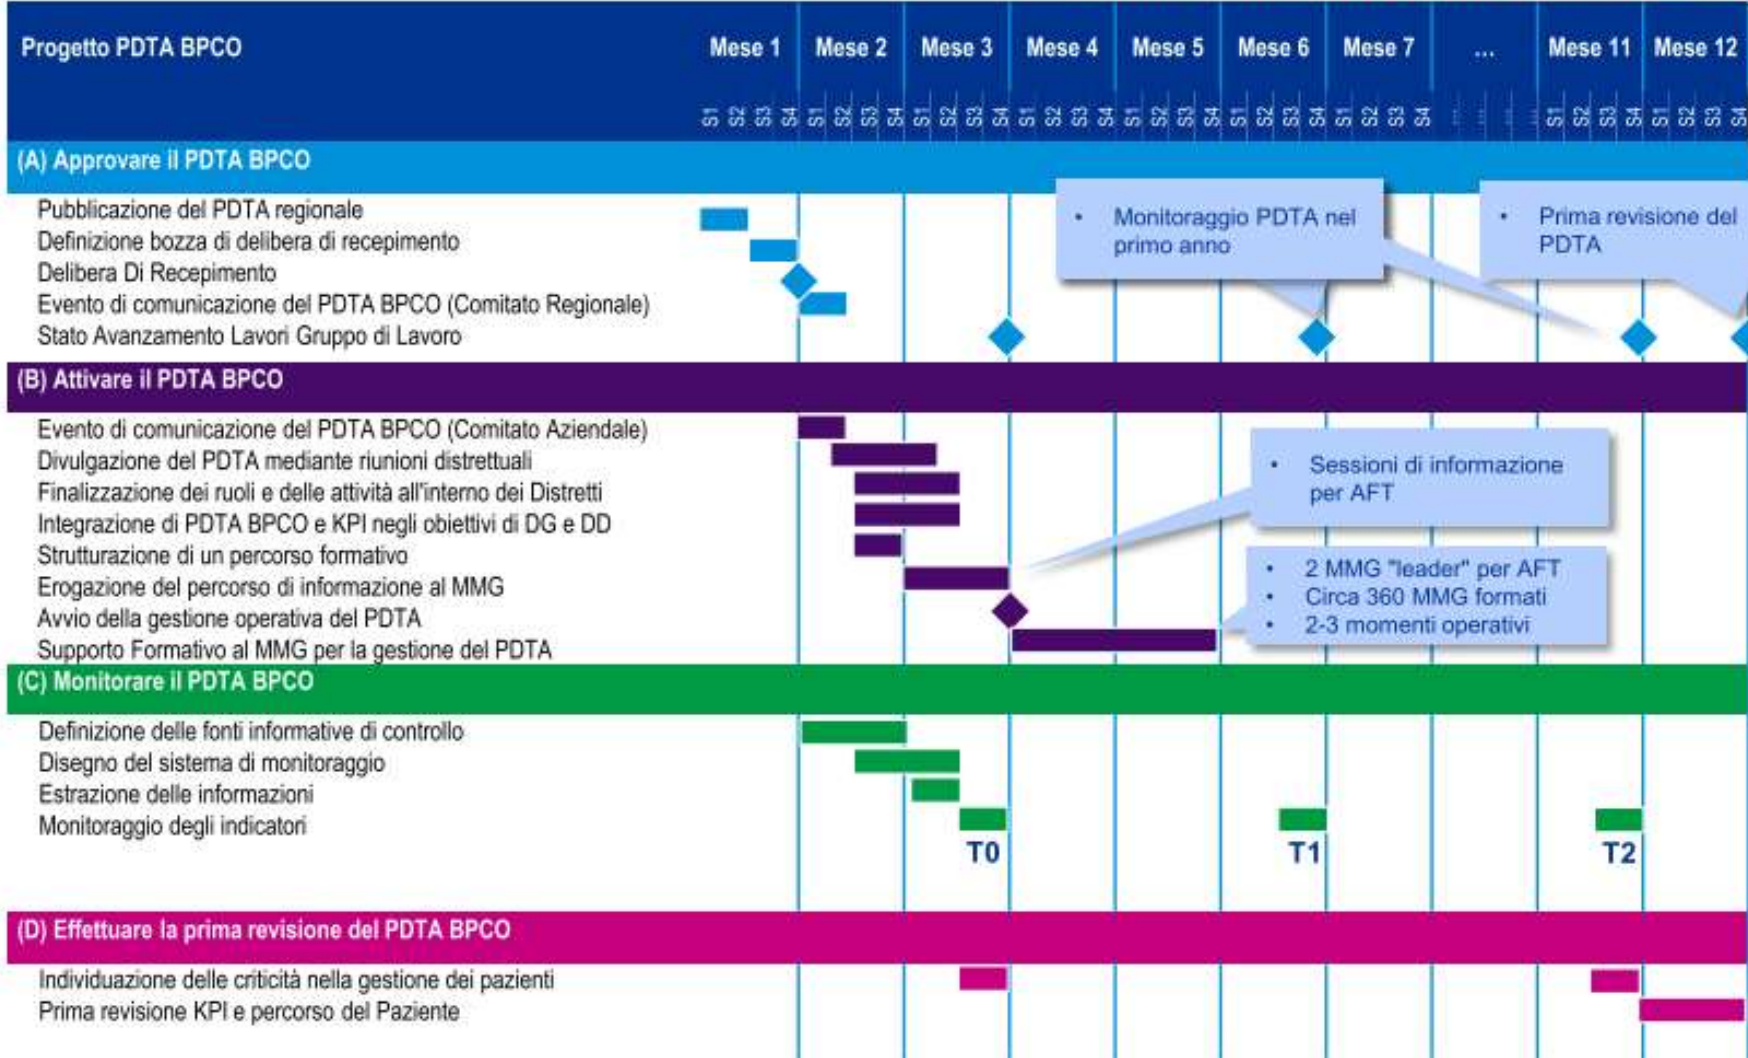 Progetto PDTA BPCO
Mese 1 Mese 2 Mese 3 Mese 4 Mese 5 Mese 6 Mese 7 ... Mese 11 Mese 12
S1 S2 S3 S4 S1 S2 S3 S4 S1 S2 S3 S4 S1 S2 S3 S4 S1 S2 S3 S4 S1 S2 S3 S4 S1 S2 S3 S4 ... ... ... ... S1 S2 S3 S4 S1 S2 S3 S4
(A) Approvare il PDTA BPCO
Pubblicazione del PDTA regionale
Definizione bozza di delibera di recepimento
Delibera Di Recepimento
Evento di comunicazione del PDTA BPCO (Comitato Regionale)
Stato Avanzamento Lavori Gruppo di Lavoro
• Monitoraggio PDTA nel
primo anno
• Prima revisione del
PDTA
(B) Attivare il PDTA BPCO
Evento di comunicazione del PDTA BPCO (Comitato Aziendale)
Divulgazione del PDTA mediante riunioni distrettuali
Finalizzazione dei ruoli e delle attività all'interno dei Distretti
Integrazione di PDTA BPCO e KPI negli obiettivi di DG e DD
Strutturazione di un percorso formativo
Erogazione del percorso di informazione al MMG
Avvio della gestione operativa del PDTA
Supporto Formativo al MMG per la gestione del PDTA
• Sessioni di informazione
per AFT
• 2 MMG "leader" per AFT
• Circa 360 MMG formati
• 2-3 momenti operativi
(C) Monitorare il PDTA BPCO
Definizione delle fonti informative di controllo
Disegno del sistema di monitoraggio
Estrazione delle informazioni
Monitoraggio degli indicatori
T0 T1 T2
(D) Effettuare la prima revisione del PDTA BPCO
Individuazione delle criticità nella gestione dei pazienti
Prima revisione KPI e percorso del Paziente